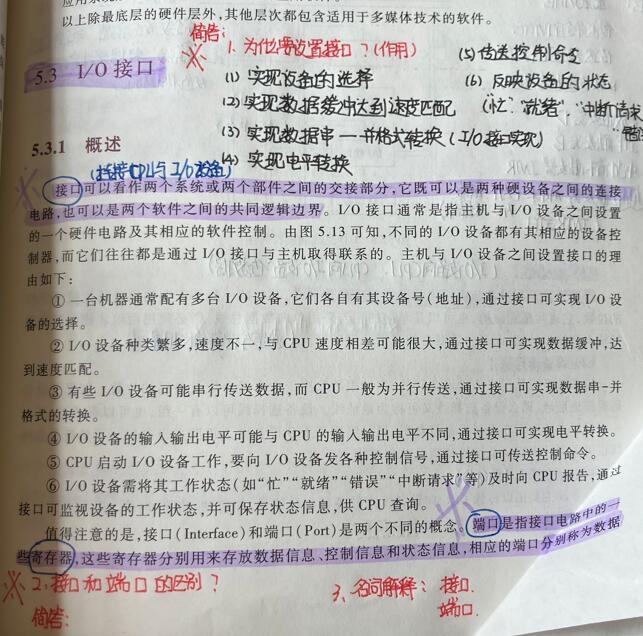 以上除最底层的硬件层外,其他层次都包含适用于多媒体技术的软件。
简答:
※ 1.为什么需设置接口?(作用)
(5)传送控制命令
5.3 I/O 接口
(1) 实现设备的选择
(6) 反映设备的状态
(2)实现数据缓冲达到速度匹配
("忙"."就绪"."中断请求"
(3) 实现数据串—并格式转换(I/O接口实现)
5.3.1 概述
(4) 实现电平转换
(连接CPU与I/O设备)
接口可以看作两个系统或两个部件之间的交接部分,它既可以是两种硬设备之间的连接
电路,也可以是两个软件之间的共同逻辑边界。I/O 接口通常是指主机与 I/O 设备之间设置
的一个硬件电路及其相应的软件控制。由图 5.13 可知,不同的 I/O 设备都有其相应的设备控
制器,而它们往往都是通过 I/O 接口与主机取得联系的。主机与 I/O 设备之间设置接口的理
由如下:
① 一台机器通常配有多台 I/O 设备,它们各自有其设备号(地址),通过接口可实现 I/O 设
备的选择。
② I/O 设备种类繁多,速度不一,与 CPU 速度相差可能很大,通过接口可实现数据缓冲,达
到速度匹配。
③ 有些 I/O 设备可能串行传送数据,而 CPU 一般为并行传送,通过接口可实现数据串-并
格式的转换。
④ I/O 设备的输入输出电平可能与 CPU 的输入输出电平不同,通过接口可实现电平转换。
⑤ CPU 启动 I/O 设备工作,要向 I/O 设备发各种控制信号,通过接口可传送控制命令。
⑥ I/O 设备需将其工作状态(如“忙”“就绪”“错误”“中断请求”等)及时向 CPU 报告,通过
接口可监视设备的工作状态,并可保存状态信息,供 CPU 查询。
值得注意的是,接口(Interface)和端口(Port)是两个不同的概念。端口是指接口电路中的一
些寄存器,这些寄存器分别用来存放数据信息、控制信息和状态信息,相应的端口分别称为数据
※ 2.接口和端口的区别?
3、名词解释: 接口.
端口.
简答: